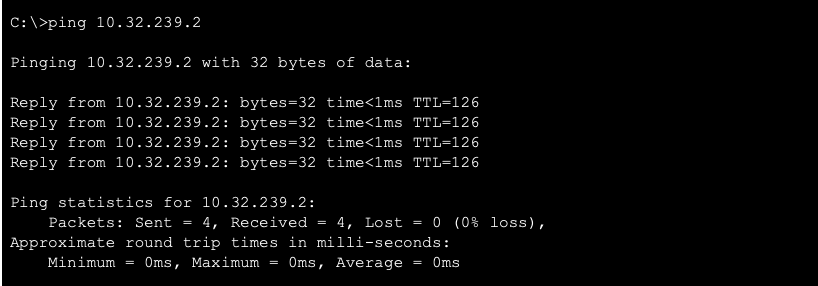 C:\>ping 10.32.239.2
Pinging 10.32.239.2 with 32 bytes of data:
Reply from 10.32.239.2: bytes=32 time<1ms TTL=126
Reply from 10.32.239.2: bytes=32 time<1ms TTL=126
Reply from 10.32.239.2: bytes=32 time<1ms TTL=126
Reply from 10.32.239.2: bytes=32 time<1ms TTL=126
Ping statistics for 10.32.239.2:
    Packets: Sent = 4, Received = 4, Lost = 0 (0% loss),
Approximate round trip times in milli-seconds:
    Minimum = 0ms, Maximum = 0ms, Average = 0ms